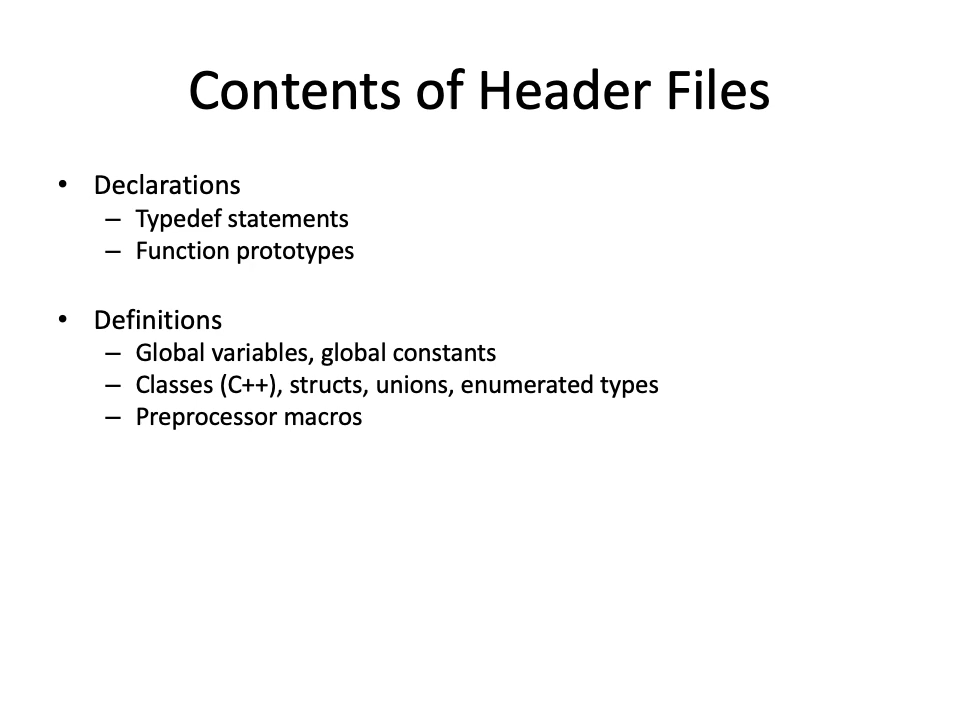 Contents of Header Files
• Declarations
– Typedef statements
– Function prototypes
• Definitions
– Global variables, global constants
– Classes (C++), structs, unions, enumerated types
– Preprocessor macros